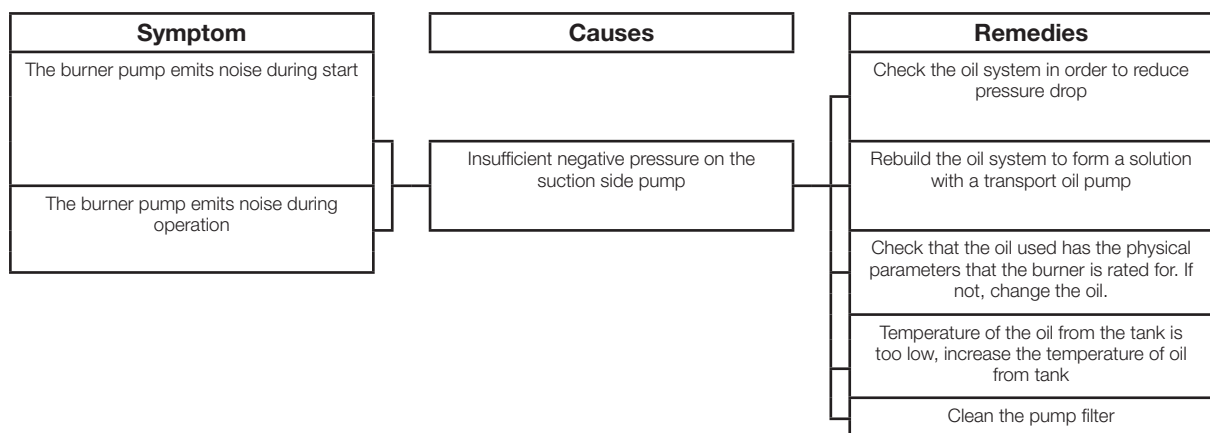 Symptom
Causes
Remedies
The burner pump emits noise during start
The burner pump emits noise during
operation
Insufficient negative pressure on the
suction side pump
Check the oil system in order to reduce
pressure drop
Rebuild the oil system to form a solution
with a transport oil pump
Check that the oil used has the physical
parameters that the burner is rated for. If
not, change the oil.
Temperature of the oil from the tank is
too low, increase the temperature of oil
from tank
Clean the pump filter